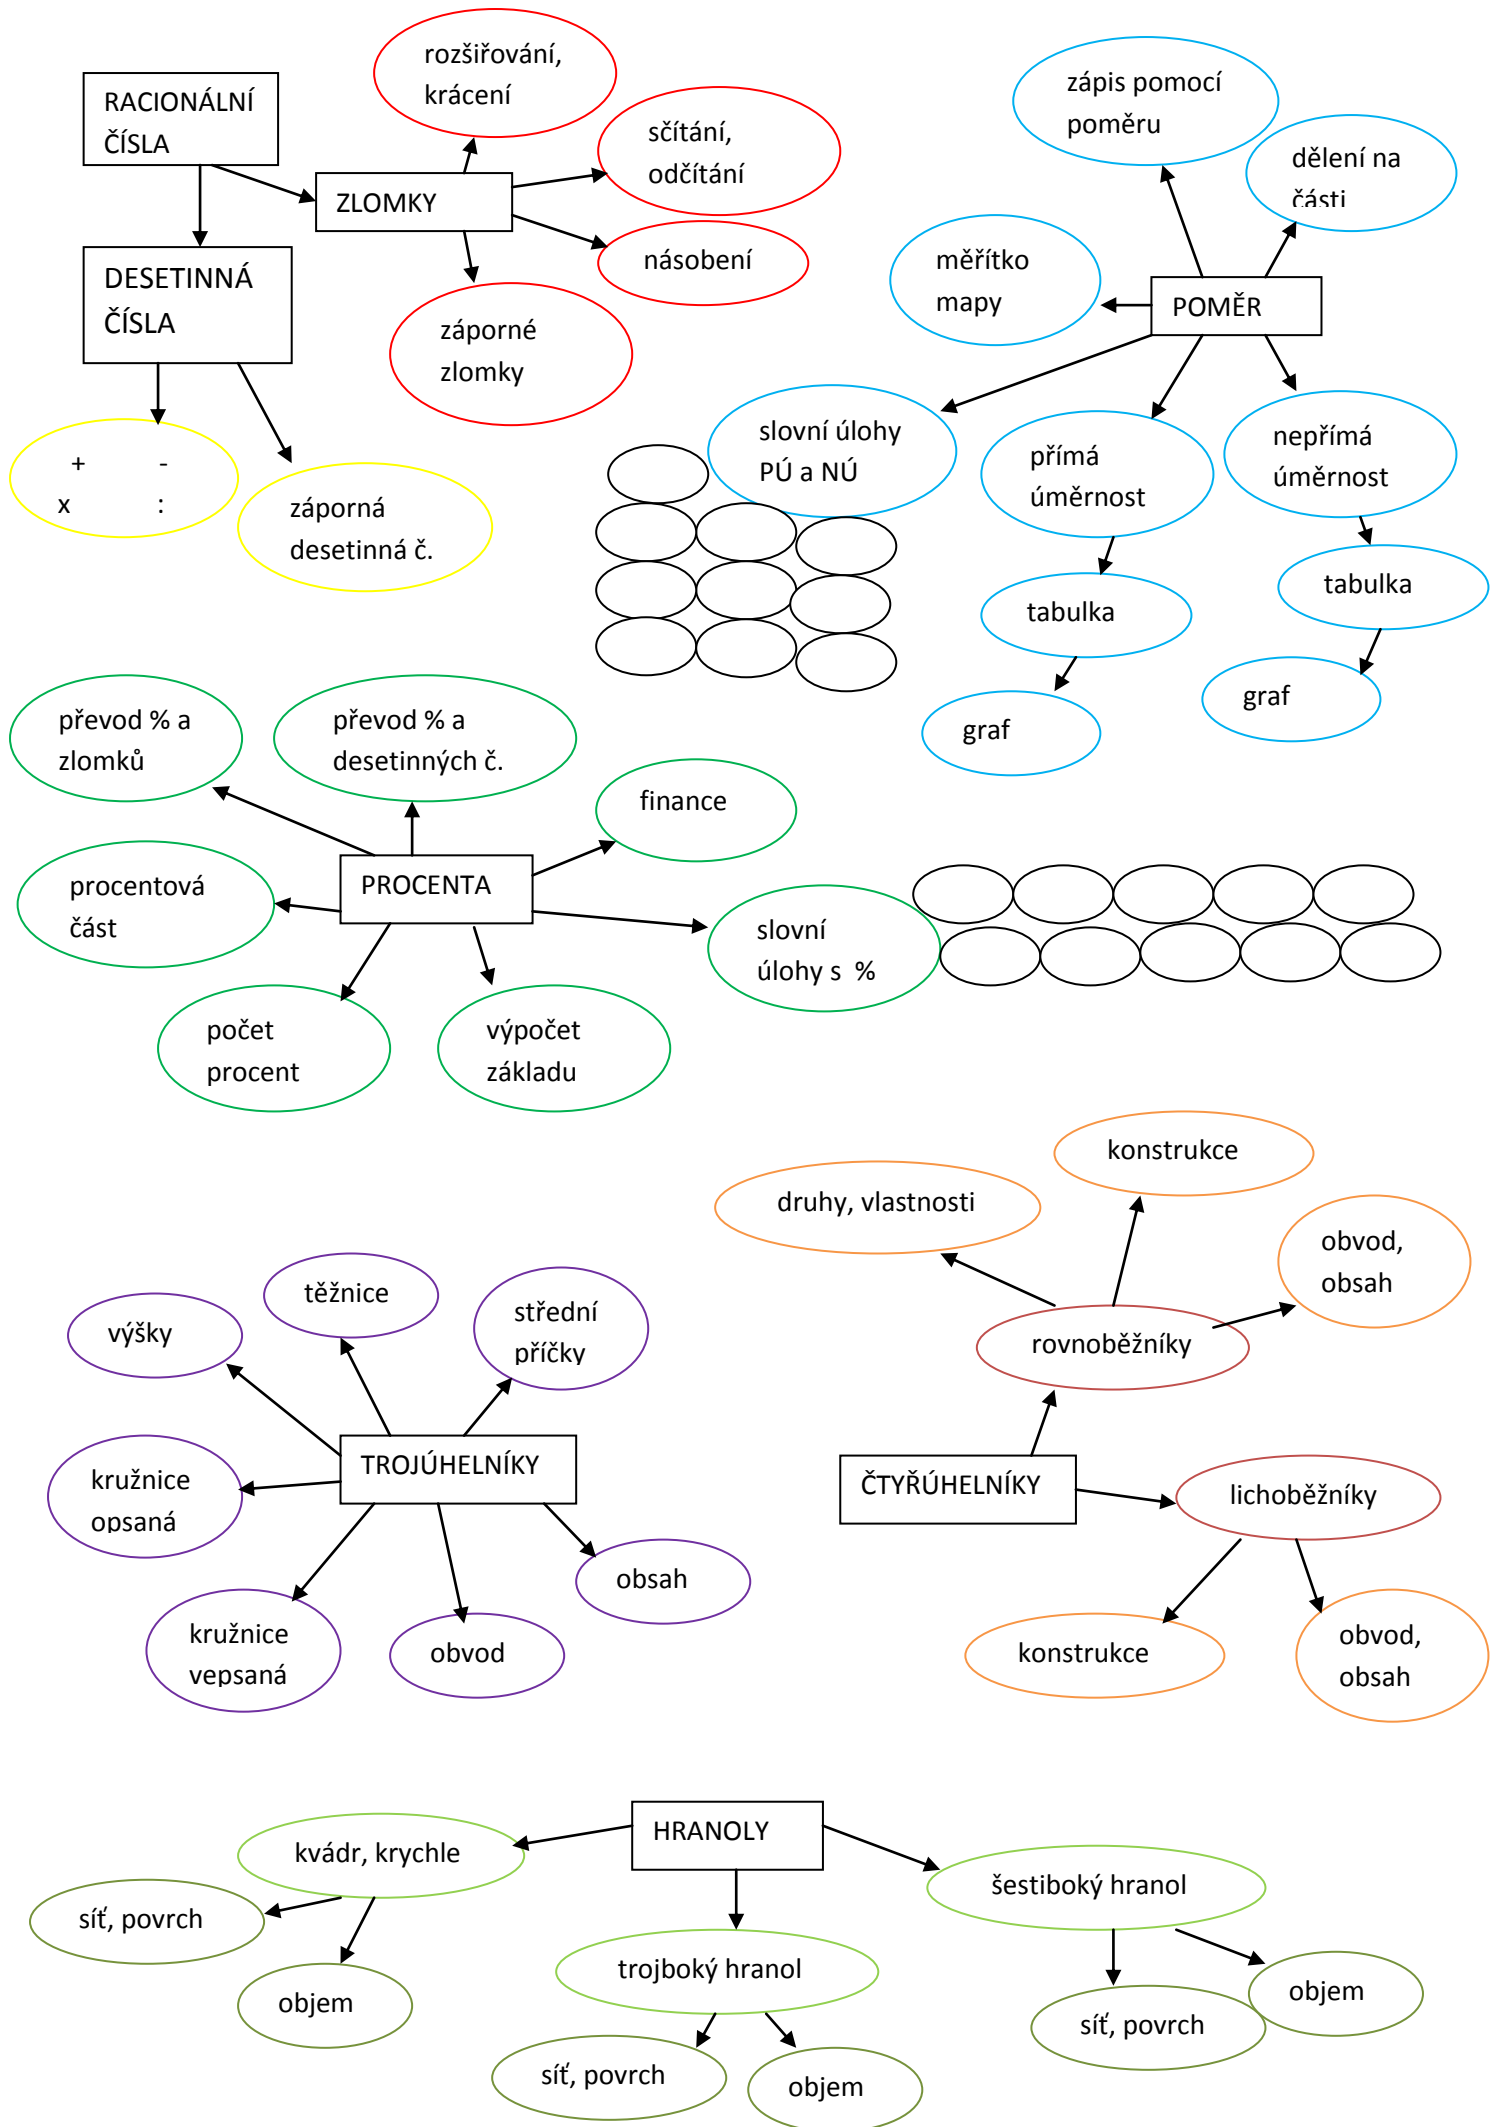 RACIONÁLNÍ
ČÍSLA
ZLOMKY
rozšiřování,
krácení
sčítání,
odčítání
násobení
záporné
zlomky
DESETINNÁ
ČÍSLA
+ -
x :
záporná
desetinná č.
zápis pomocí
poměru
dělení na
části
měřítko
mapy
POMĚR
slovní úlohy
PÚ a NÚ
přímá
úměrnost
nepřímá
úměrnost
tabulka
tabulka
graf
graf
převod % a
zlomků
převod % a
desetinných č.
finance
procentová
část
PROCENTA
slovní
úlohy s  %
počet
procent
výpočet
základu
výšky
těžnice
střední
příčky
TROJÚHELNÍKY
kružnice
opsaná
kružnice
vepsaná
obvod
obsah
druhy, vlastnosti
konstrukce
obvod,
obsah
rovnoběžníky
ČTYŘÚHELNÍKY
lichoběžníky
konstrukce
obvod,
obsah
HRANOLY
kvádr, krychle
síť, povrch
objem
trojboký hranol
síť, povrch
objem
šestiboký hranol
síť, povrch
objem